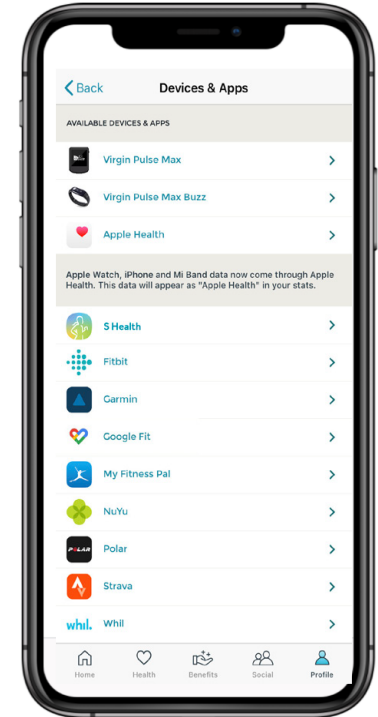 Back
Devices & Apps
AVAILABLE DEVICES & APPS
Virgin Pulse Max
Virgin Pulse Max Buzz
Apple Health
Apple Watch, iPhone and Mi Band data now come through Apple
Health. This data will appear as "Apple Health" in your stats.
S Health
Fitbit
Garmin
Google Fit
My Fitness Pal
NuYu
POLAR
Polar
Strava
whil.
Whil
Home
Health
Benefits
Social
Profile